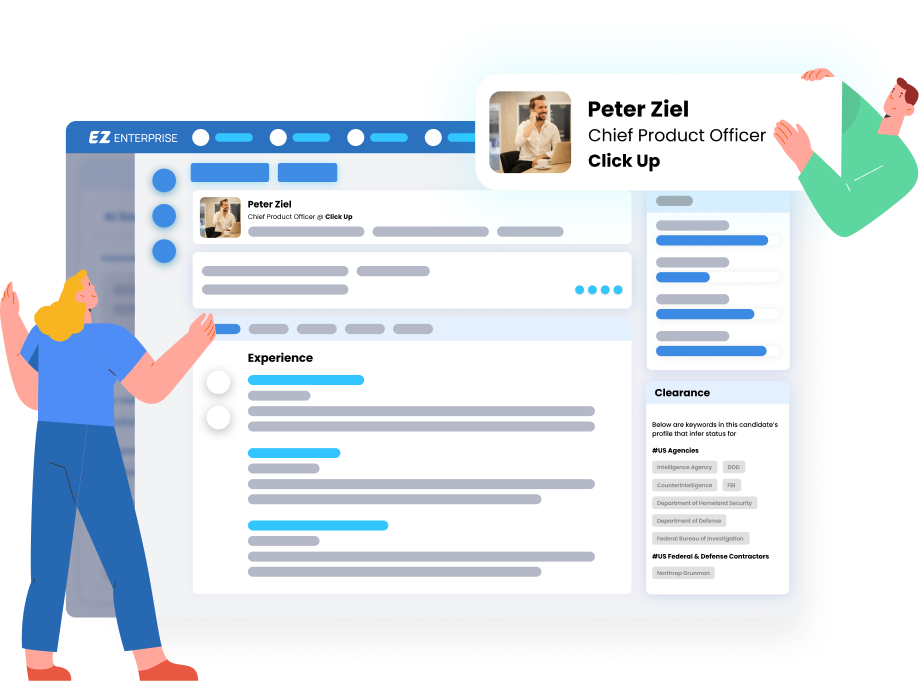 EZ ENTERPRISE
Peter Ziel
Chief Product Officer
Click Up
Peter Ziel
Chief Product Officer @ Click Up
Experience
Clearance
Below are keywords in this candidate's
profile that infer status for
#US Agencies
Intelligence Agency DOD
Counterintelligence FBI
Department of Homeland Security
Department of Defense
Federal Bureau of Investigation
#US Federal & Defense Contractors
Northrop Grunman